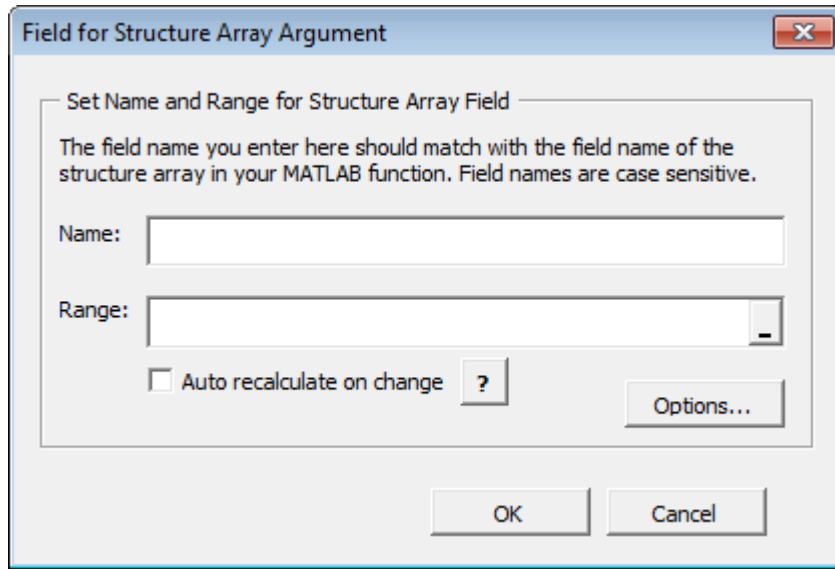 Field for Structure Array Argument
Set Name and Range for Structure Array Field
The field name you enter here should match with the field name of the
structure array in your MATLAB function. Field names are case sensitive.
Name:
Range:
_
Auto recalculate on change
?
Options...
OK
Cancel